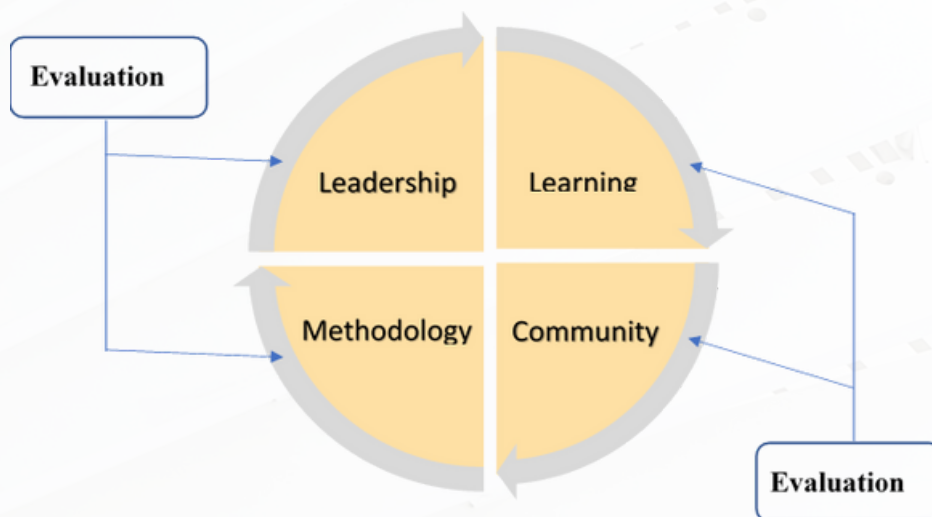 Evaluation
Leadership
Learning
Methodology
Community
Evaluation